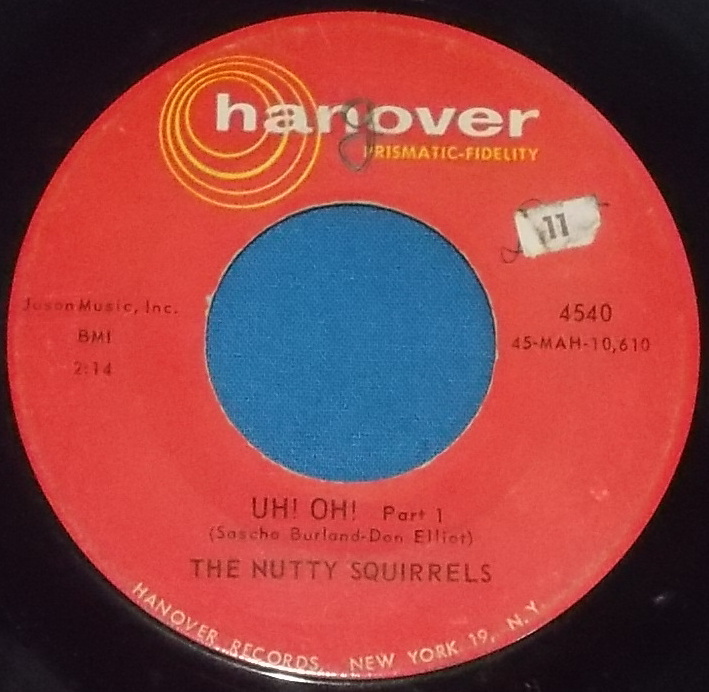 hanover
PRISMATIC-FIDELITY
8
11
Juson Music, Inc.
BMI
2:14
4540
45-MAH-10,610
UH! OH! Part 1
(Sascha Burland-Don Elliot)
THE NUTTY SQUIRRELS
HANOVER RECORDS, NEW YORK 19, N.Y.